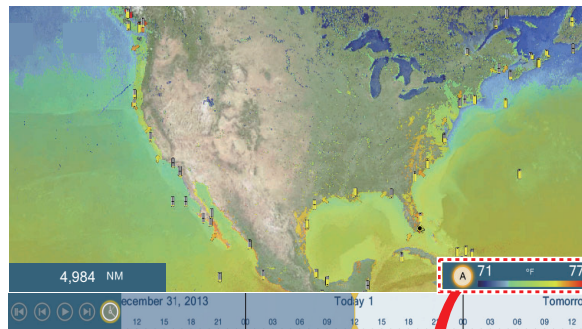 4,984 NM
A 71 °F 77
ecember 31, 2013 Today 1 Tomorro
12 15 18 21 00 03 06 09 12 15 18 21 00 03 06 09 12